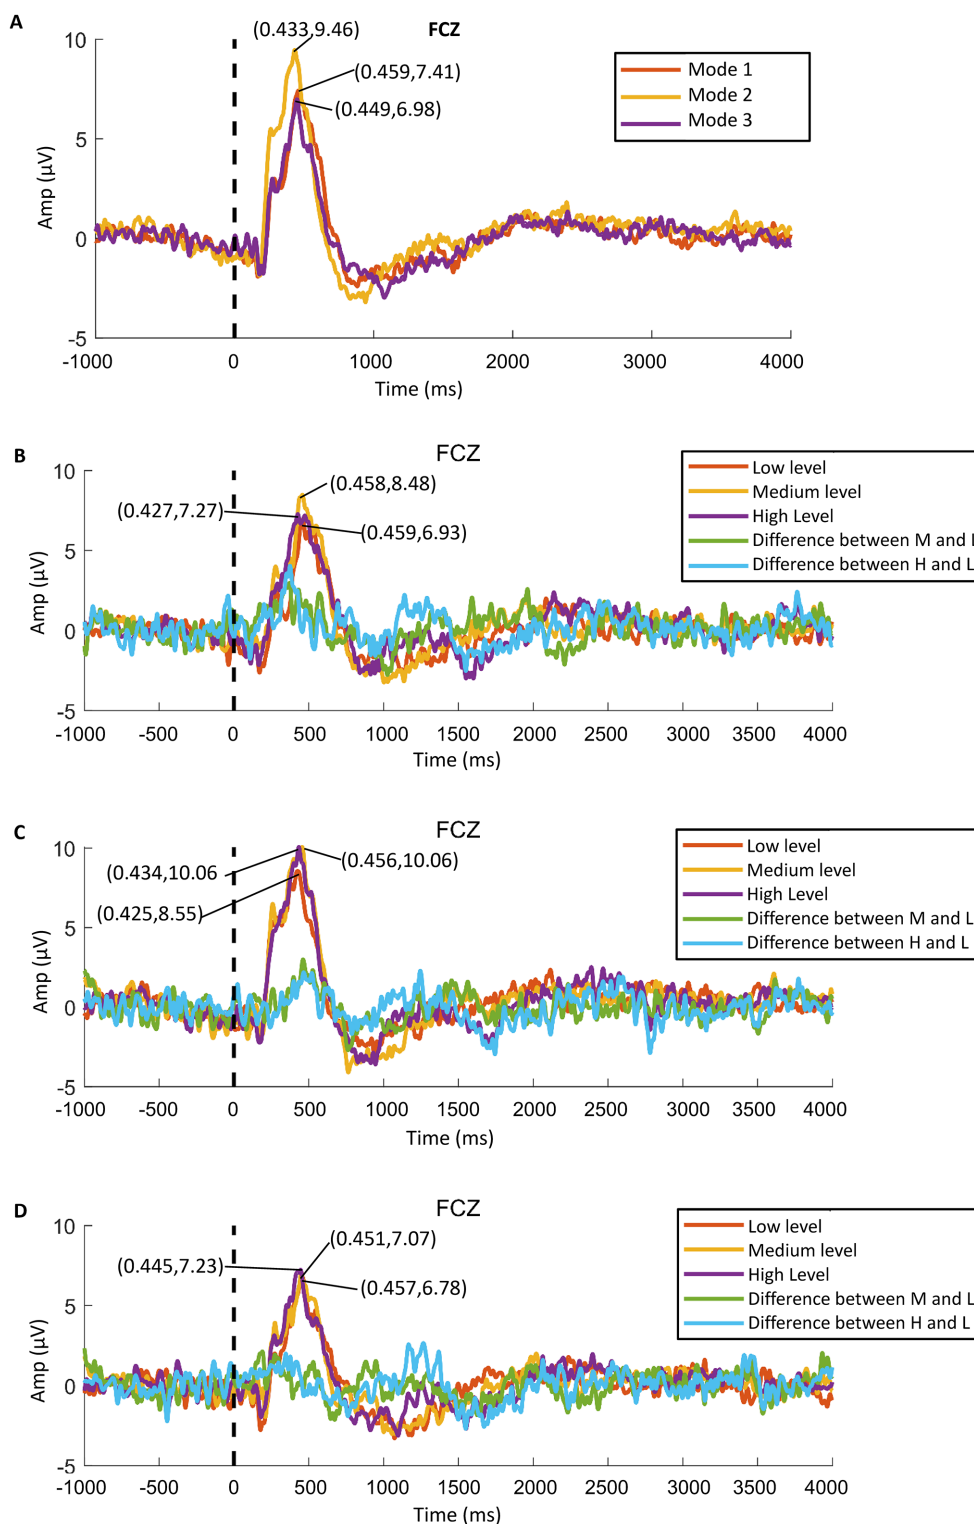 A
(0.433,9.46)
FCZ
10
(0.459,7.41)
(0.449,6.98)
Mode 1
Mode 2
Mode 3
5
Amp (µV)
0
-5
-1000 0 1000 2000 3000 4000
Time (ms)
B
FCZ
10
(0.458,8.48)
(0.427,7.27)
(0.459,6.93)
Low level
Medium level
High Level
Difference between M and L
Difference between H and L
5
Amp (µV)
0
-5
-1000 -500 0 500 1000 1500 2000 2500 3000 3500 4000
Time (ms)
C
FCZ
10
(0.434,10.06
(0.456,10.06)
(0.425,8.55)
Low level
Medium level
High Level
Difference between M and L
Difference between H and L
5
Amp (µV)
0
-5
-1000 -500 0 500 1000 1500 2000 2500 3000 3500 4000
Time (ms)
D
FCZ
10
(0.451,7.07)
(0.445,7.23)
(0.457,6.78)
Low level
Medium level
High Level
Difference between M and L
Difference between H and L
5
Amp (µV)
0
-5
-1000 -500 0 500 1000 1500 2000 2500 3000 3500 4000
Time (ms)